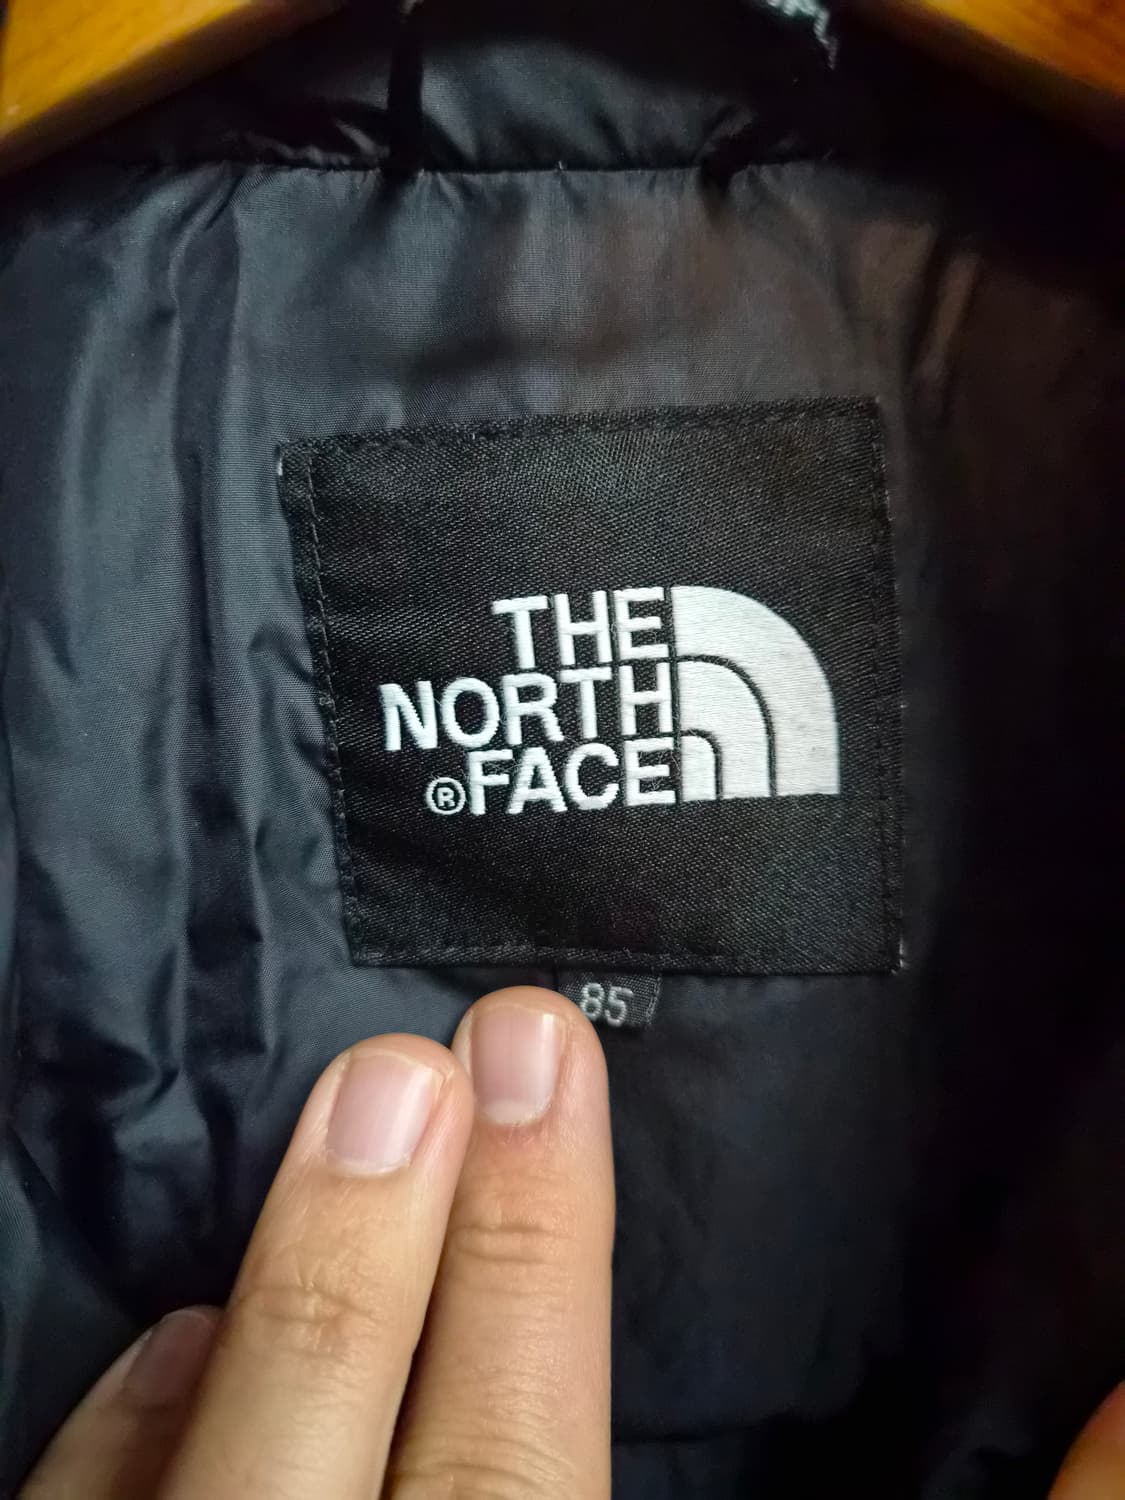 THE
NORTH
®FACE
85